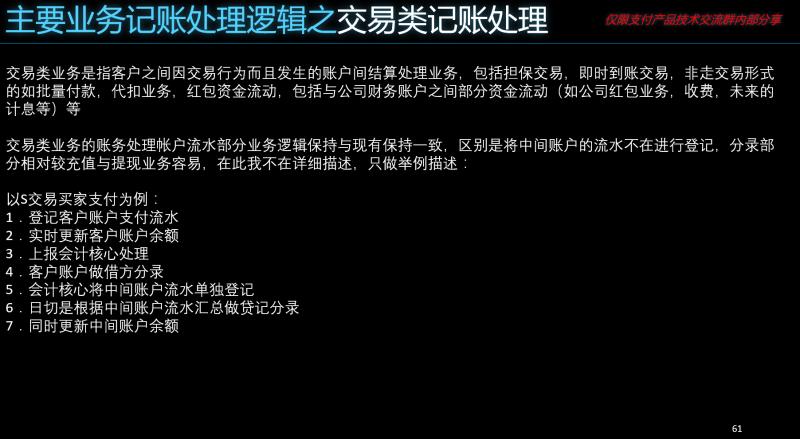 主要业务记账处理逻辑之交易类记账处理
仅限支付产品技术交流群内部分享
交易类业务是指客户之间因交易行为而且发生的账户间结算处理业务，包括担保交易，即时到账交易，非走交易形式
的如批量付款，代扣业务，红包资金流动，包括与公司财务账户之间部分资金流动（如公司红包业务，收费，未来的
计息等）等
交易类业务的账务处理帐户流水部分业务逻辑保持与现有保持一致，区别是将中间账户的流水不在进行登记，分录部
分相对较充值与提现业务容易，在此我不在详细描述，只做举例描述：
以S交易买家支付为例：
1．登记客户账户支付流水
2．实时更新客户账户余额
3．上报会计核心处理
4．客户账户做借方分录
5．会计核心将中间账户流水单独登记
6．日切是根据中间账户流水汇总做贷记分录
7．同时更新中间账户余额
61